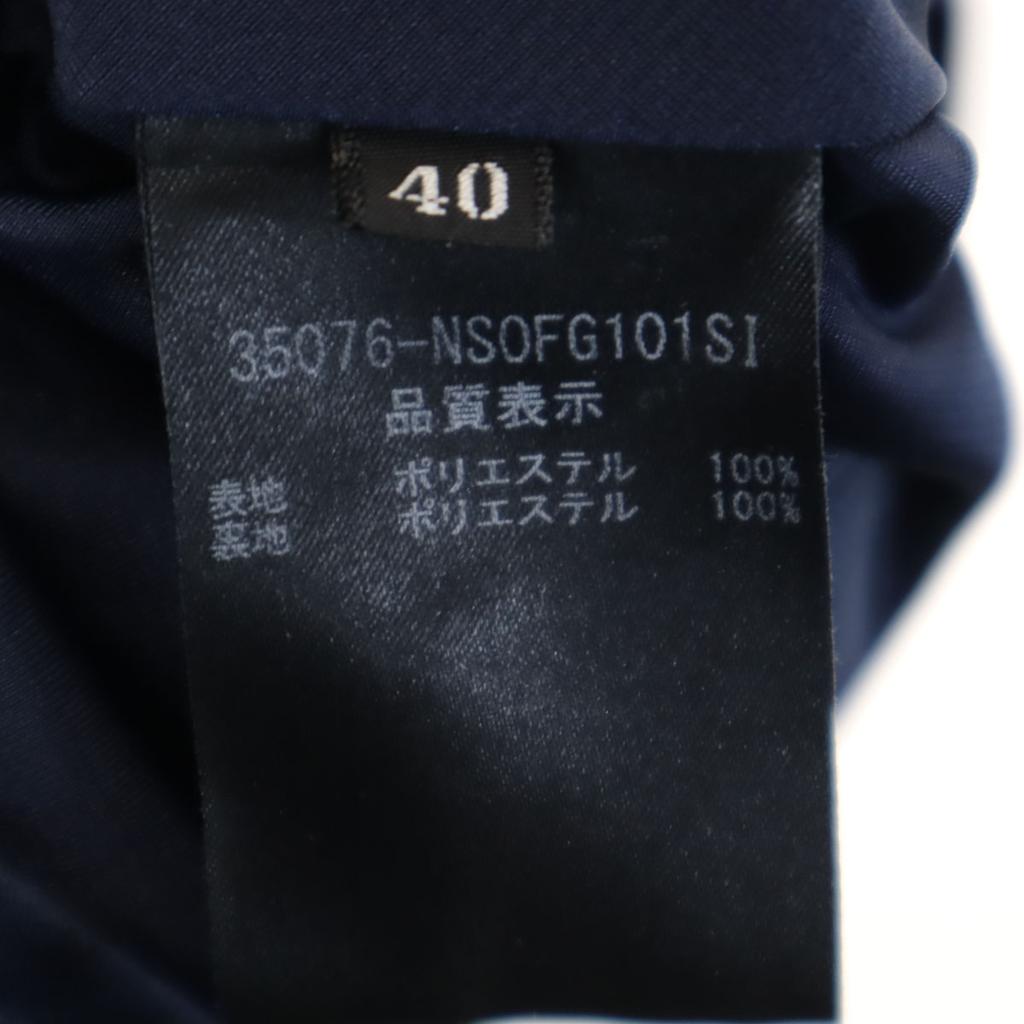 40
35076-NSOFG101SI
品質表示
表地 ポリエステル 100%
裏地 ポリエステル 100%